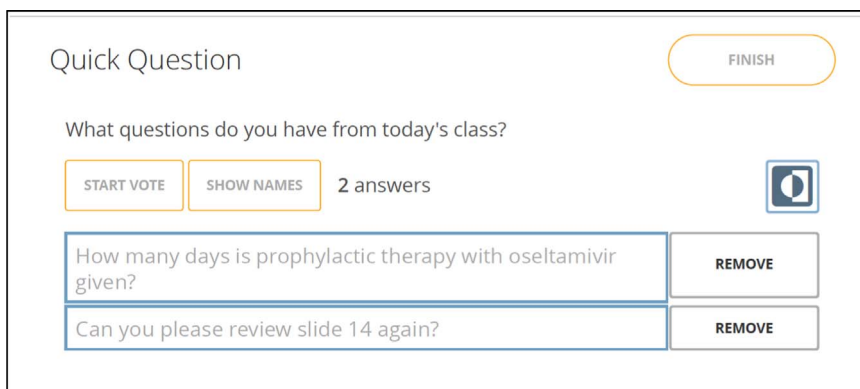 Quick Question
FINISH
What questions do you have from today's class?
START VOTE
SHOW NAMES
2 answers
How many days is prophylactic therapy with oseltamivir
given?
REMOVE
Can you please review slide 14 again?
REMOVE